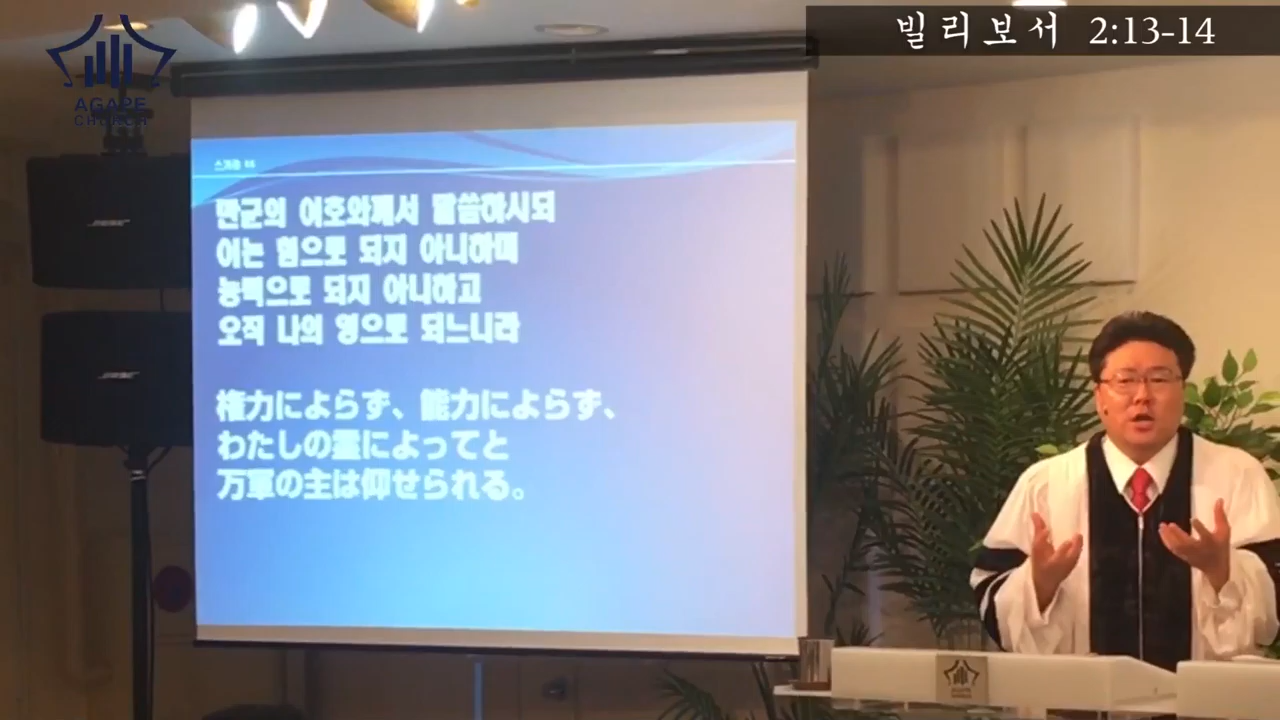 빌리보서 2:13-14
AGAPE
CHURCH
스가랴 4:6
만군의 여호와께서 말씀하시되
이는 힘으로 되지 아니하며
능력으로 되지 아니하고
오직 나의 영으로 되느니라
権力によらず、能力によらず、
わたしの霊によってと
万軍の主は仰せられる。